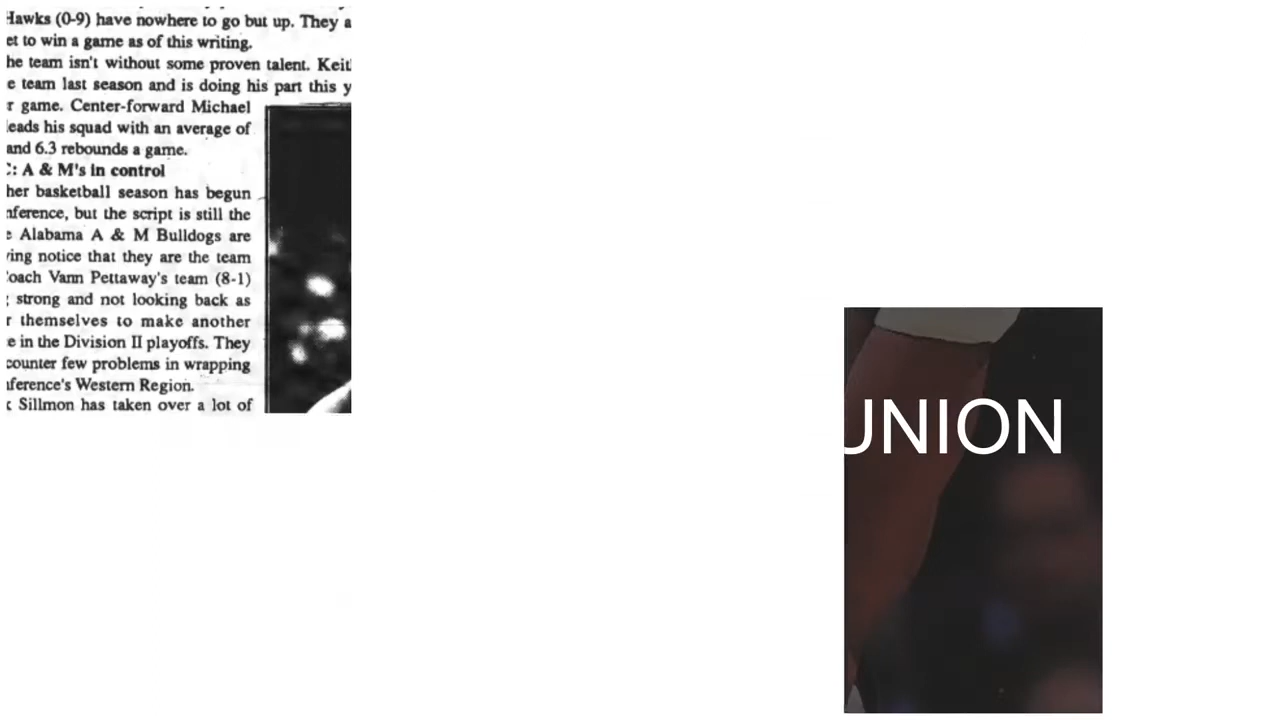 Hawks (0-9) have nowhere to go but up. They a
et to win a game as of this writing.
he team isn't without some proven talent. Keit
e team last season and is doing his part this y
r game. Center-forward Michael
leads his squad with an average of
and 6.3 rebounds a game.
C: A & M's in control
her basketball season has begun
nference, but the script is still the
e Alabama A & M Bulldogs are
ving notice that they are the team
Coach Vann Pettaway's team (8-1)
g strong and not looking back as
r themselves to make another
e in the Division II playoffs. They
counter few problems in wrapping
nference's Western Region.
k Sillmon has taken over a lot of
UNION